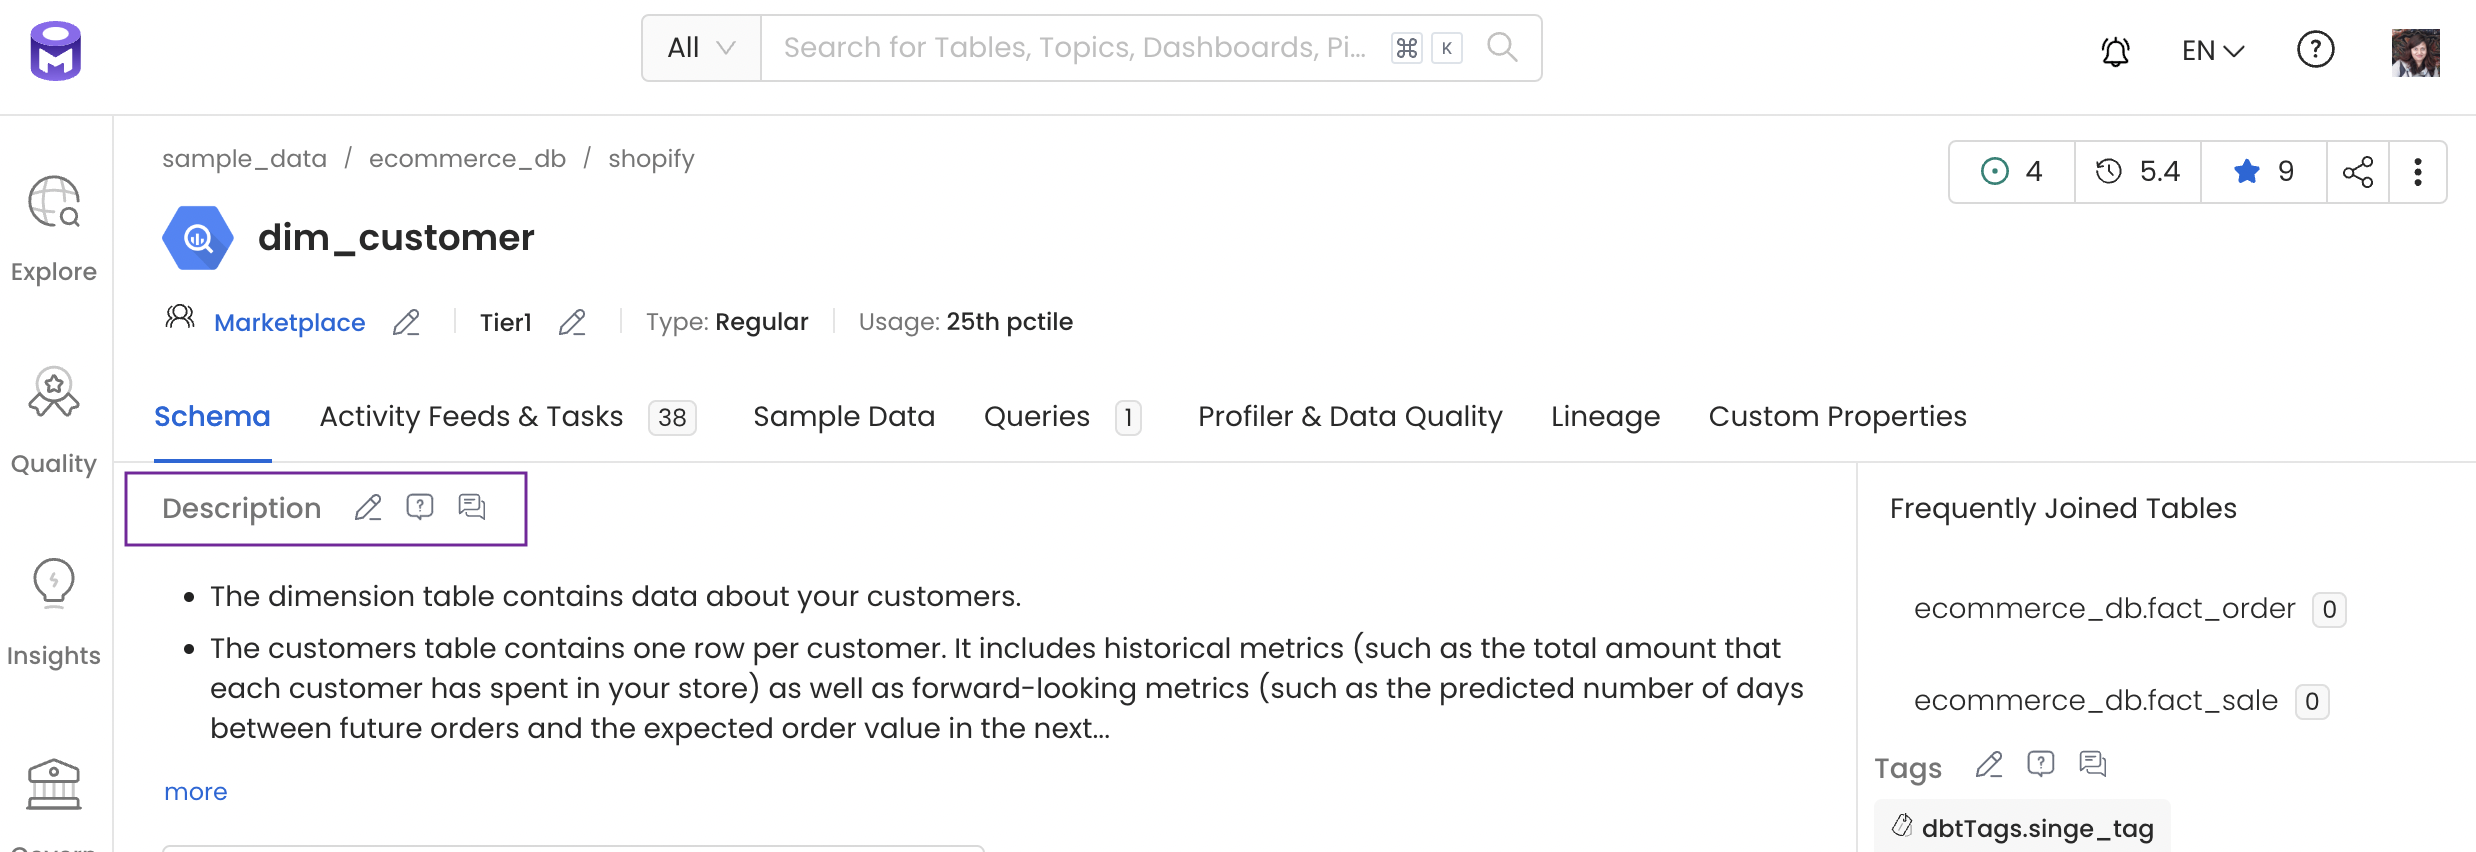 All
Search for Tables, Topics, Dashboards, Pi...
⌘ K
EN
sample_data / ecommerce_db / shopify
4
5.4
9
dim_customer
Marketplace
Tier1
Type: Regular
Usage: 25th pctile
Explore
Quality
Insights
Schema
Activity Feeds & Tasks 38
Sample Data
Queries 1
Profiler & Data Quality
Lineage
Custom Properties
Description
• The dimension table contains data about your customers.
• The customers table contains one row per customer. It includes historical metrics (such as the total amount that
each customer has spent in your store) as well as forward-looking metrics (such as the predicted number of days
between future orders and the expected order value in the next...
more
Frequently Joined Tables
ecommerce_db.fact_order 0
ecommerce_db.fact_sale 0
Tags
dbtTags.singe_tag